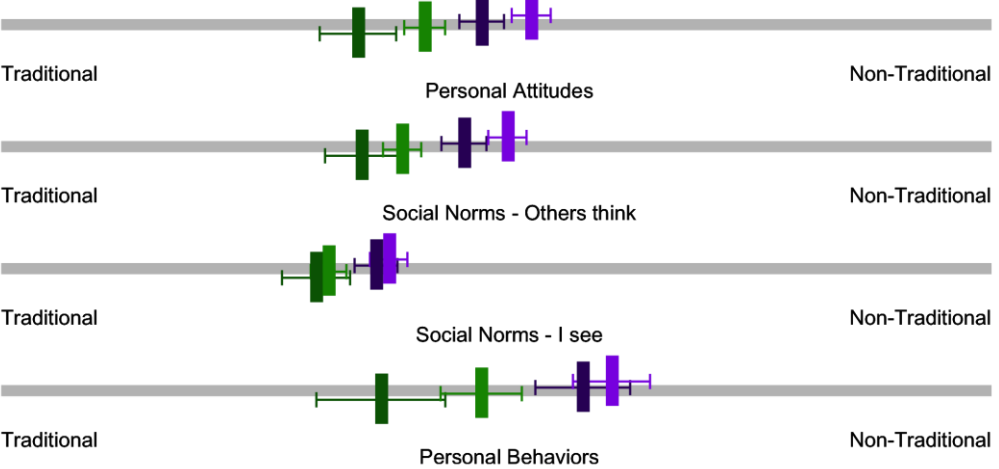 Traditional
Non-Traditional
Personal Attitudes
Traditional
Non-Traditional
Social Norms - Others think
Traditional
Non-Traditional
Social Norms - I see
Traditional
Non-Traditional
Personal Behaviors